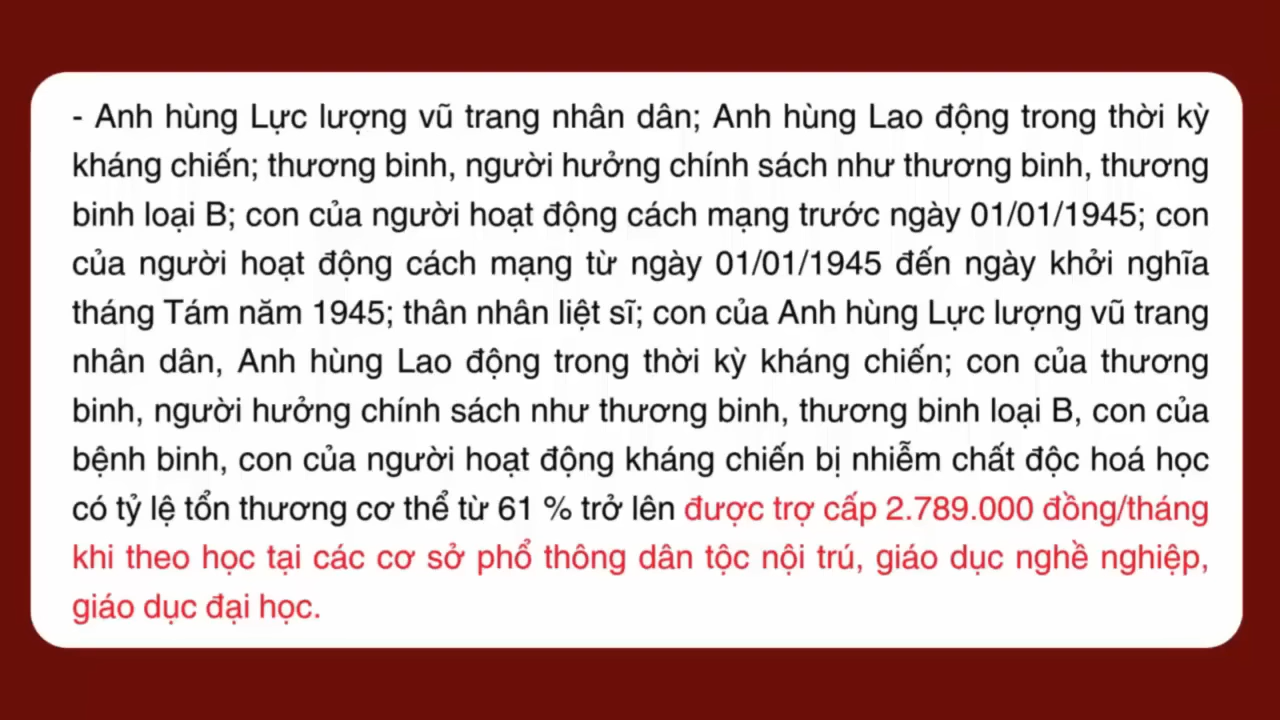 - Anh hùng Lực lượng vũ trang nhân dân; Anh hùng Lao động trong thời kỳ
kháng chiến; thương binh, người hưởng chính sách như thương binh, thương
binh loại B; con của người hoạt động cách mạng trước ngày 01/01/1945; con
của người hoạt động cách mạng từ ngày 01/01/1945 đến ngày khởi nghĩa
tháng Tám năm 1945; thân nhân liệt sĩ; con của Anh hùng Lực lượng vũ trang
nhân dân, Anh hùng Lao động trong thời kỳ kháng chiến; con của thương
binh, người hưởng chính sách như thương binh, thương binh loại B, con của
bệnh binh, con của người hoạt động kháng chiến bị nhiễm chất độc hoá học
có tỷ lệ tổn thương cơ thể từ 61 % trở lên được trợ cấp 2.789.000 đồng/tháng
khi theo học tại các cơ sở phổ thông dân tộc nội trú, giáo dục nghề nghiệp,
giáo dục đại học.